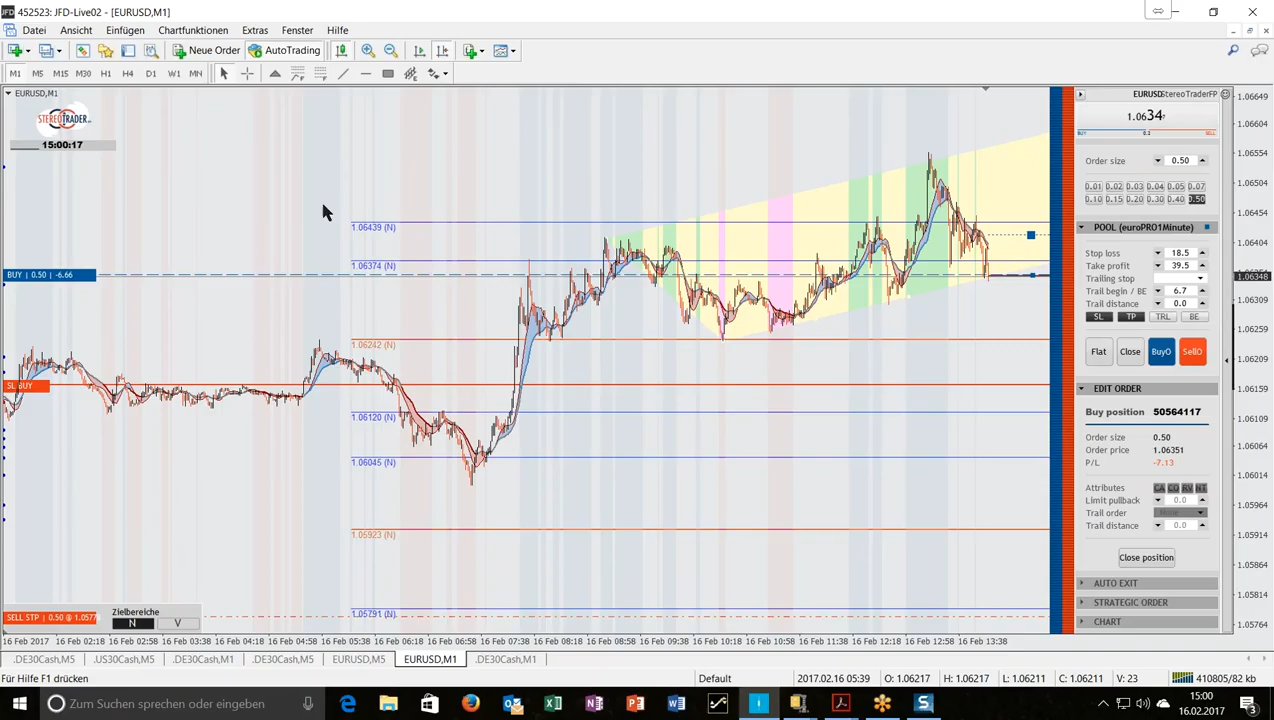 452523: JFD-Live02 - [EURUSD,M1]
Datei Ansicht Einfügen Chartfunktionen Extras Fenster Hilfe
Neue Order AutoTrading
M1 M5 M15 M30 H1 H4 D1 W1 MN
EURUSD,M1
STEREOTRADER
15:00:17
1.06439 (N)
1.06374 (N)
BUY | 0.50 | -6.66
1.06242 (N)
SL BUY
1.06120 (N)
1.06045 (N)
1.05923 (N)
1.05791 (N)
SELL STP | 0.50 @ 1.0577
Zielbereiche
N V
16 Feb 2017 16 Feb 02:18 16 Feb 02:58 16 Feb 03:38 16 Feb 04:18 16 Feb 04:58 16 Feb 05:38 16 Feb 06:18 16 Feb 06:58 16 Feb 07:38 16 Feb 08:18 16 Feb 08:58 16 Feb 09:38 16 Feb 10:18 16 Feb 10:58 16 Feb 11:38 16 Feb 12:18 16 Feb 12:58 16 Feb 13:38
EURUSD StereoTraderFP
1.0634
BUY 0.3 SELL
Order size 0.50
0.01 0.02 0.03 0.04 0.05 0.07
0.10 0.15 0.20 0.30 0.40 0.50
POOL (euroPRO1Minute)
Stop loss 18.5
Take profit 39.5
Trailing stop
Trail begin / BE 6.7
Trail distance 0.0
SL TP TRL BE
Flat Close BuyO SellO
EDIT ORDER
Buy position 50564117
Order size 0.50
Order price 1.06351
P/L -7.13
Attributes CA CO RV NT
Limit pullback 0.0
Trail order None
Trail distance 0.0
Close position
AUTO EXIT
STRATEGIC ORDER
CHART
1.06649
1.06604
1.06554
1.06504
1.06454
1.06404
1.06348
1.06309
1.06259
1.06209
1.06159
1.06109
1.06064
1.06014
1.05964
1.05914
1.05864
1.05814
1.05764
.DE30Cash,M5 .US30Cash,M5 .DE30Cash,M1 .DE30Cash,M5 EURUSD,M5 EURUSD,M1 .DE30Cash,M1
Für Hilfe F1 drücken Default 2017.02.16 05:39 O: 1.06217 H: 1.06217 L: 1.06211 C: 1.06211 V: 23 410805/82 kb
Zum Suchen sprechen oder eingeben
15:00
16.02.2017